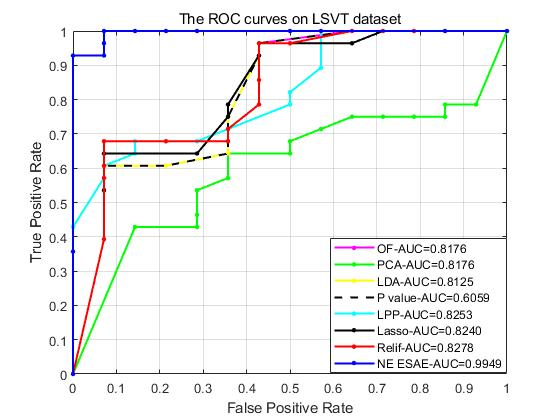 The ROC curves on LSVT dataset
1
0.9
0.8
0.7
0.6
0.5
0.4
0.3
0.2
0.1
0
True Positive Rate
OF-AUC=0.8176
PCA-AUC=0.8176
LDA-AUC=0.8125
P value-AUC=0.6059
LPP-AUC=0.8253
Lasso-AUC=0.8240
Relif-AUC=0.8278
NE ESAE-AUC=0.9949
0 0.1 0.2 0.3 0.4 0.5 0.6 0.7 0.8 0.9 1
False Positive Rate